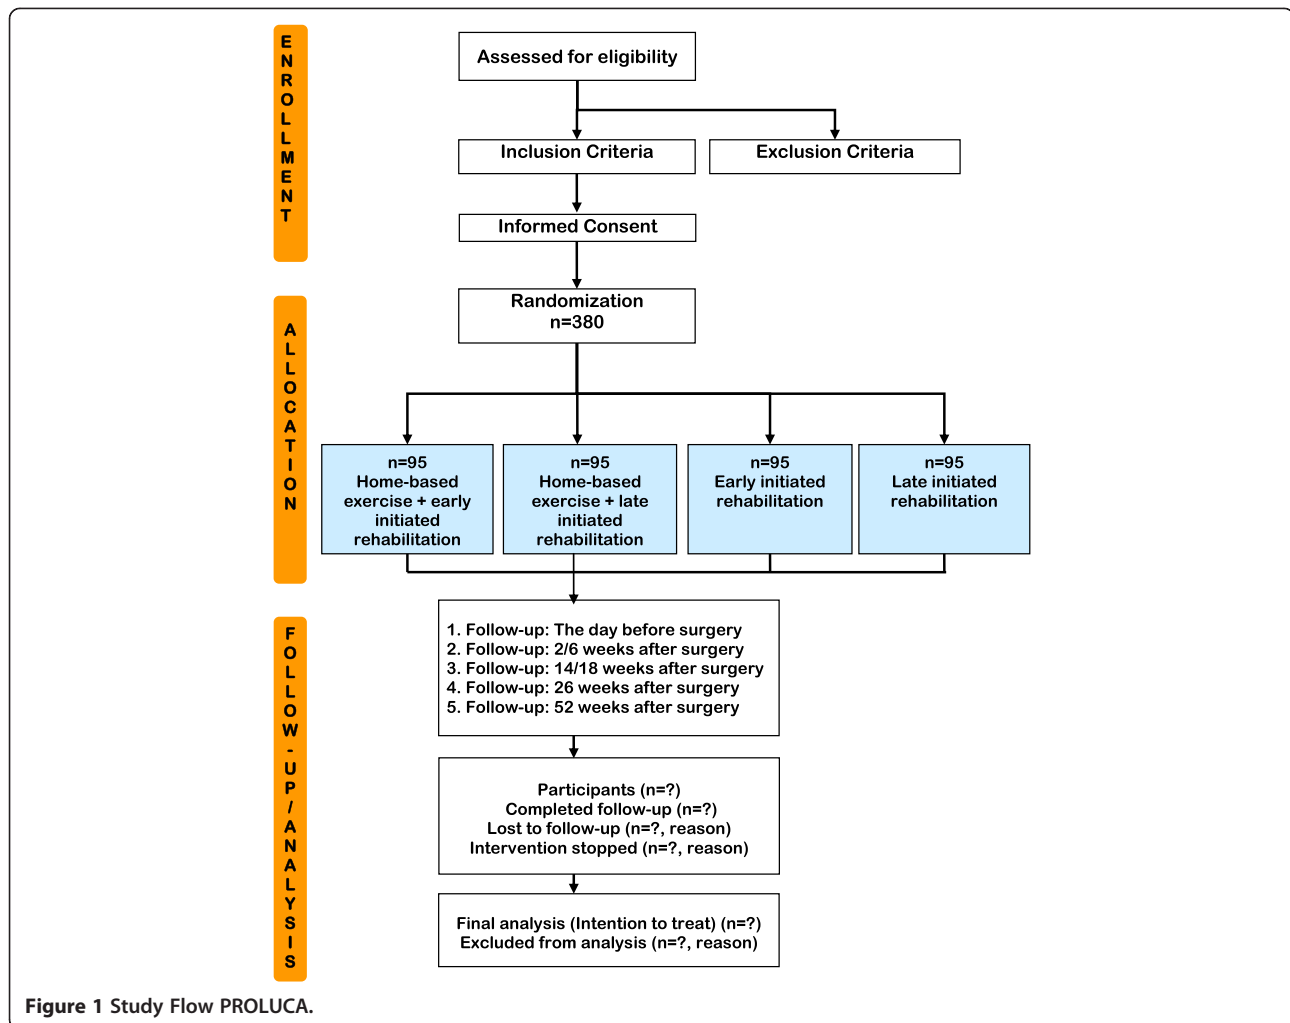 ENROLLMENT
Assessed for eligibility
Inclusion Criteria
Exclusion Criteria
Informed Consent
ALLOCATION
Randomization
n=380
n=95
Home-based
exercise + early
initiated
rehabilitation
n=95
Home-based
exercise + late
initiated
rehabilitation
n=95
Early initiated
rehabilitation
n=95
Late initiated
rehabilitation
FOLLOW-UP/ANALYSIS
1. Follow-up: The day before surgery
2. Follow-up: 2/6 weeks after surgery
3. Follow-up: 14/18 weeks after surgery
4. Follow-up: 26 weeks after surgery
5. Follow-up: 52 weeks after surgery
Participants (n=?)
Completed follow-up (n=?)
Lost to follow-up (n=?, reason)
Intervention stopped (n=?, reason)
Final analysis (Intention to treat) (n=?)
Excluded from analysis (n=?, reason)
Figure 1 Study Flow PROLUCA.